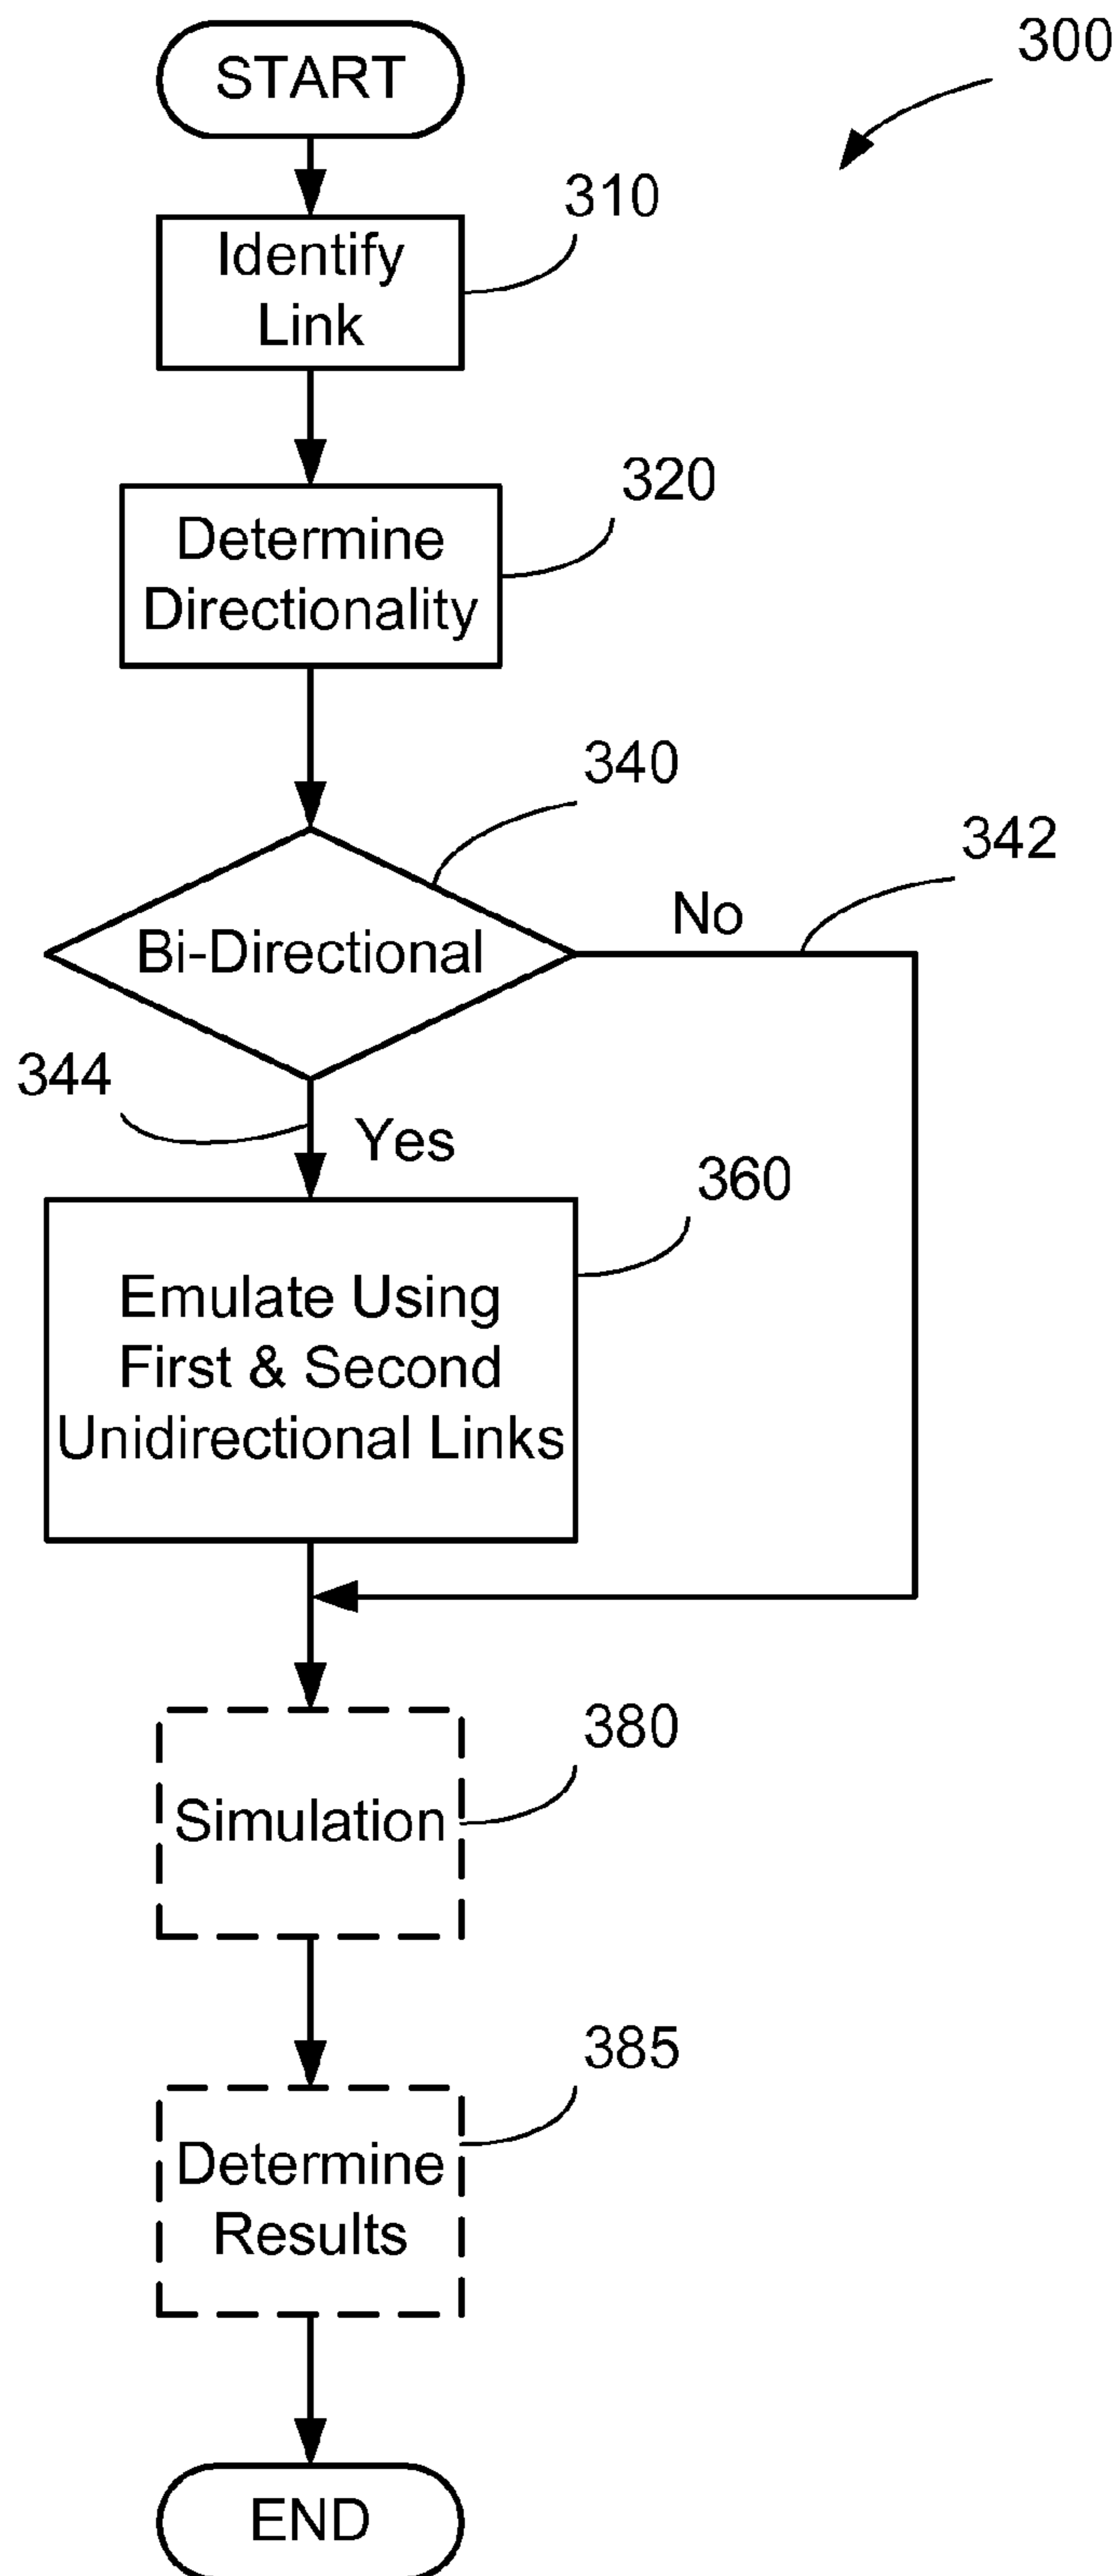 300
START
310
Identify
Link
320
Determine
Directionality
340
342
No
Bi-Directional
344
Yes
360
Emulate Using
First & Second
Unidirectional Links
380
Simulation
385
Determine
Results
END